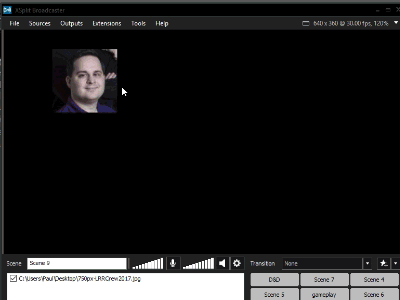 XSplit Broadcaster
File Sources Outputs Extensions Tools Help 640 x 360 @ 30.00 fps, 120%
Scene Scene 9 Transition None
C:\Users\Paul\Desktop\750px-LRRCrew2017.jpg
D&D Scene 7 Scene 4
Scene 5 gameplay Scene 6